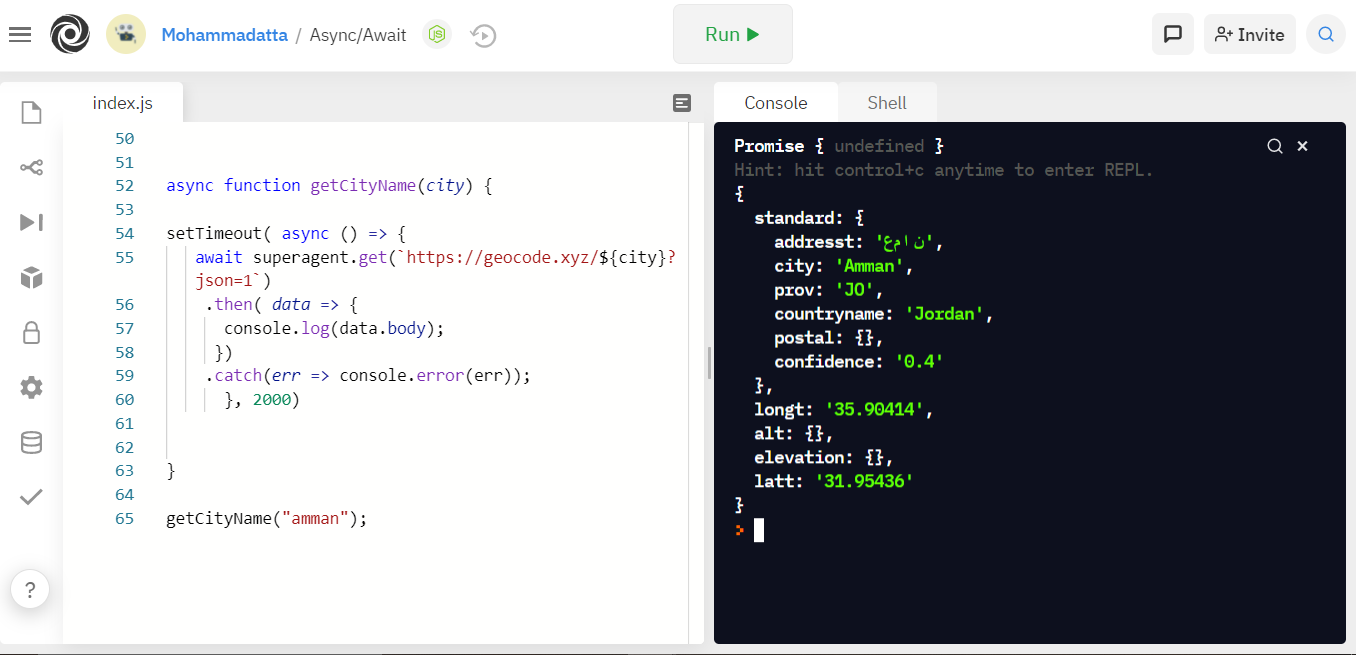 Mohammadatta / Async/Await
Run
Invite
index.js
Console
Shell
50
51
52 async function getCityName(city) {
53
54 setTimeout( async () => {
55 await superagent.get(`https://geocode.xyz/${city}?
json=1`)
56 .then( data => {
57 console.log(data.body);
58 })
59 .catch(err => console.error(err));
60 }, 2000)
61
62
63 }
64
65 getCityName("amman");
?
Promise { undefined }
Hint: hit control+c anytime to enter REPL.
{
standard: {
addresst: 'عمان',
city: 'Amman',
prov: 'JO',
countryname: 'Jordan',
postal: {},
confidence: '0.4'
},
longt: '35.90414',
alt: {},
elevation: {},
latt: '31.95436'
}
>